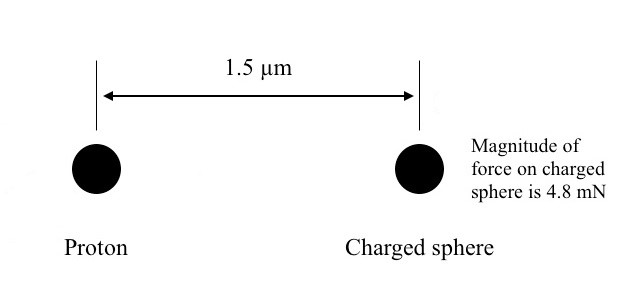 1.5 µm
Magnitude of
force on charged
sphere is 4.8 mN
Proton
Charged sphere